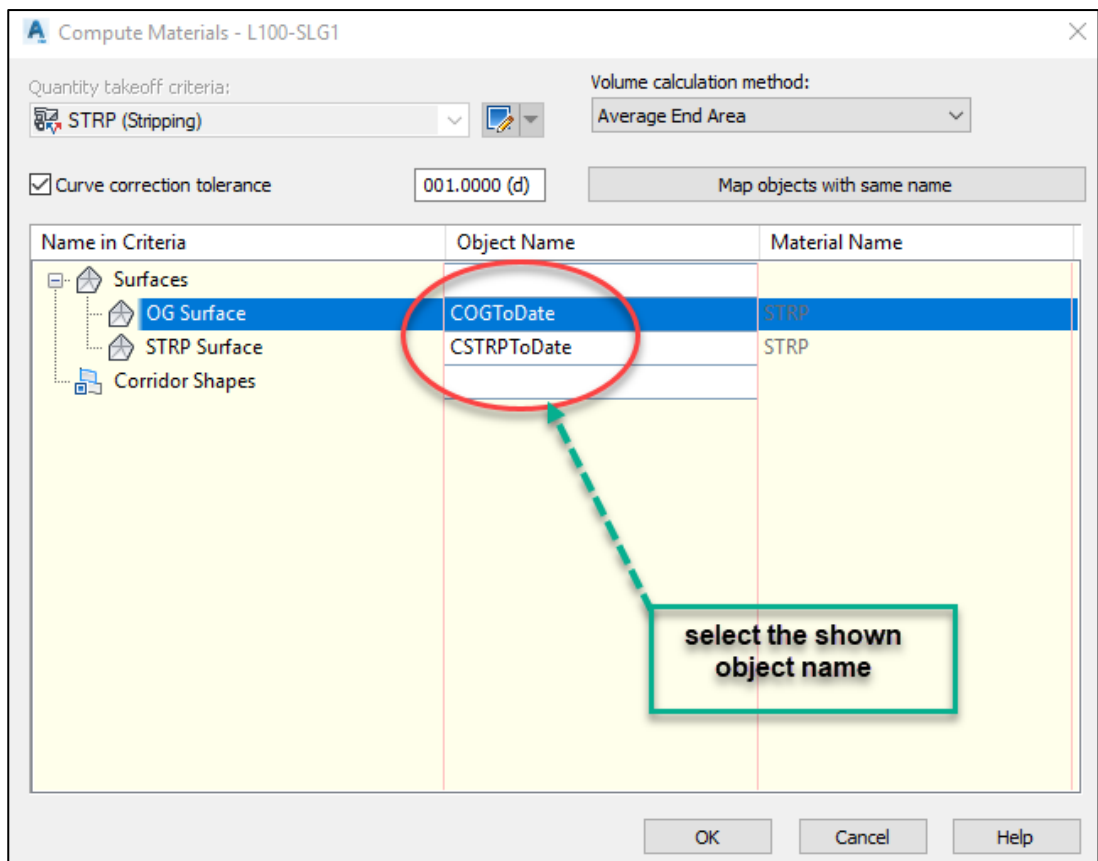 Compute Materials - L100-SLG1
Quantity takeoff criteria:
STRP (Stripping)
Volume calculation method:
Average End Area
Curve correction tolerance
001.0000 (d)
Map objects with same name
Name in Criteria Object Name Material Name
Surfaces
OG Surface COGToDate STRP
STRP Surface CSTRPToDate STRP
Corridor Shapes
select the shown
object name
OK Cancel Help